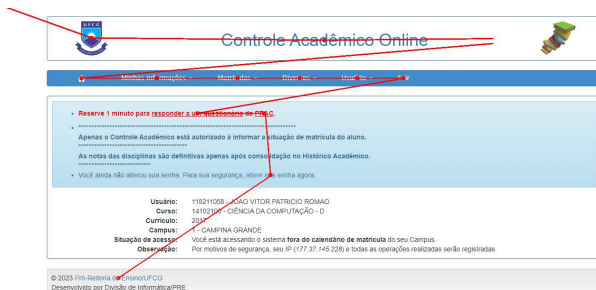 UFCG
Controle Acadêmico Online
Minhas Informações
Matrículas
Diversos
Usuário
Sair
Reserve 1 minuto para responder a um questionário da PRAC.
Apenas o Controle Acadêmico está autorizado à informar a situação de matrícula do aluno.
As notas das disciplinas são definitivas apenas após consolidação no Histórico Acadêmico.
Você ainda não alterou sua senha. Para sua segurança, altere sua senha agora.
Usuário: 118211058 - JOAO VITOR PATRICIO ROMAO
Curso: 14102100 - CIÊNCIA DA COMPUTAÇÃO - D
Currículo: 2017
Campus: 1 - CAMPINA GRANDE
Situação de acesso: Você está acessando o sistema fora do calendário de matrícula do seu Campus.
Observação: Por motivos de segurança, seu IP (177.37.145.228) e todas as operações realizadas serão registradas.
© 2023 Pró-Reitoria de Ensino/UFCG
Desenvolvido por Divisão de Informática/PRE